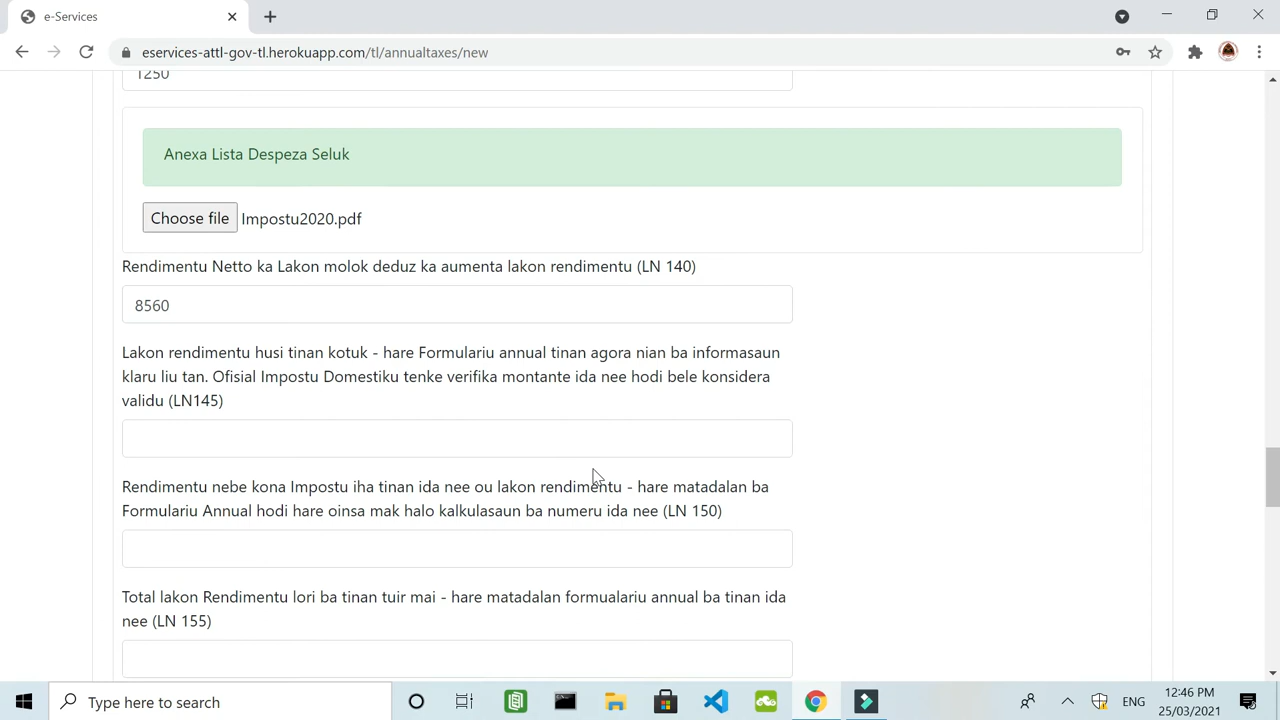 e-Services
eservices-attl-gov-tl.herokuapp.com/tl/annualtaxes/new
1250
Anexa Lista Despeza Seluk
Choose file Impostu2020.pdf
Rendimentu Netto ka Lakon molok deduz ka aumenta lakon rendimentu (LN 140)
8560
Lakon rendimentu husi tinan kotuk - hare Formulariu annual tinan agora nian ba informasaun
klaru liu tan. Ofisial Impostu Domestiku tenke verifika montante ida nee hodi bele konsidera
validu (LN145)
Rendimentu nebe kona Impostu iha tinan ida nee ou lakon rendimentu - hare matadalan ba
Formulariu Annual hodi hare oinsa mak halo kalkulasaun ba numeru ida nee (LN 150)
Total lakon Rendimentu lori ba tinan tuir mai - hare matadalan formualariu annual ba tinan ida
nee (LN 155)
Type here to search
ENG
12:46 PM
25/03/2021